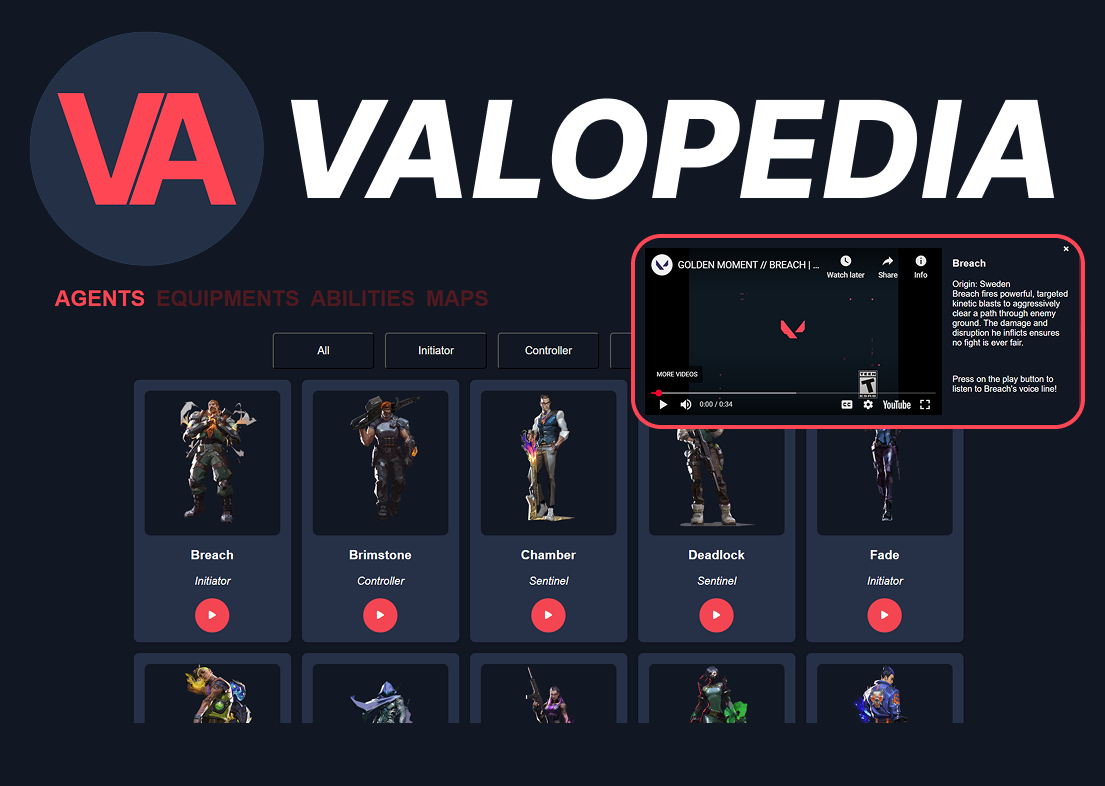 VA
VALOPEDIA
AGENTS EQUIPMENTS ABILITIES MAPS
All
Initiator
Controller
GOLDEN MOMENT // BREACH | ...
Watch later
Share
Info
MORE VIDEOS
0:00 / 0:34
CC
YouTube
Breach
Origin: Sweden
Breach fires powerful, targeted
kinetic blasts to aggressively
clear a path through enemy
ground. The damage and
disruption he inflicts ensures
no fight is ever fair.
Press on the play button to
listen to Breach's voice line!
Breach
Initiator
Brimstone
Controller
Chamber
Sentinel
Deadlock
Sentinel
Fade
Initiator